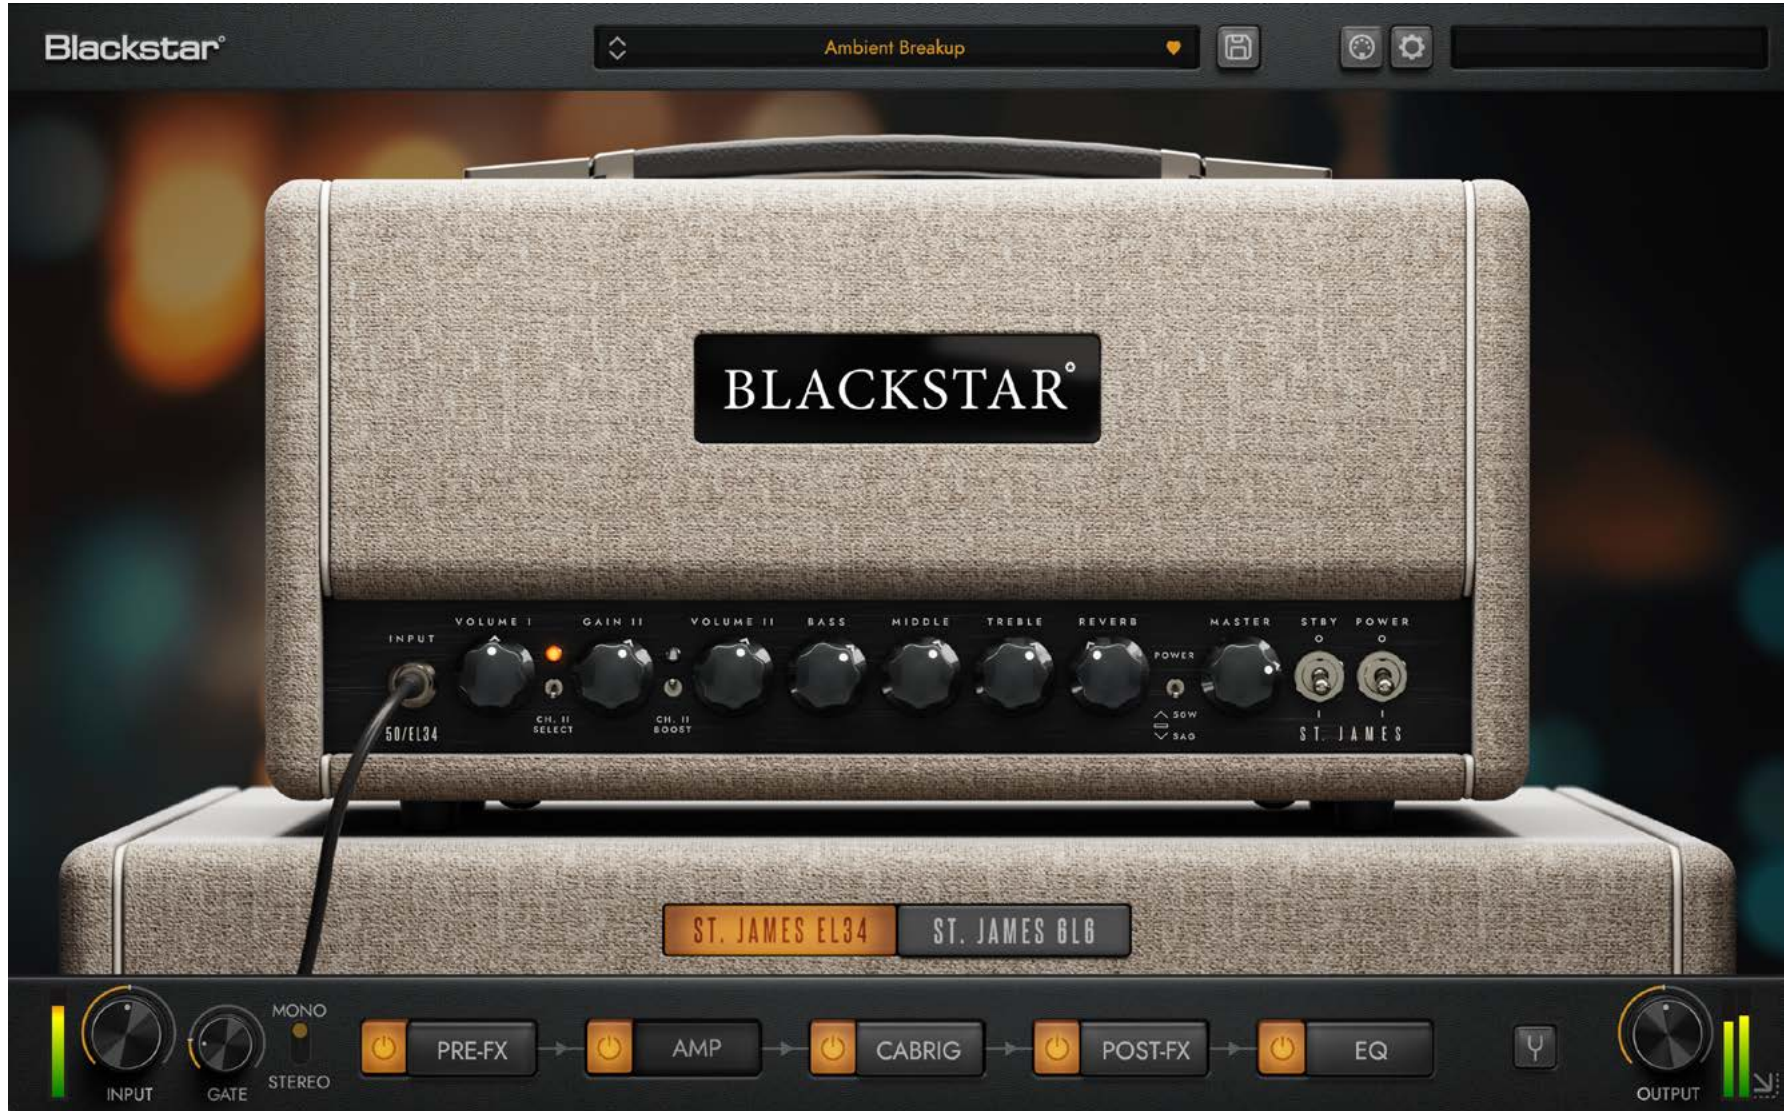 Blackstar
Ambient Breakup
BLACKSTAR
INPUT
VOLUME I
GAIN II
VOLUME II
BASS
MIDDLE
TREBLE
REVERB
POWER
MASTER
STBY
POWER
O
O
CH. II
SELECT
CH. II
BOOST
50W
SAG
I
I
50/EL34
ST. JAMES
ST. JAMES EL34
ST. JAMES 6L6
INPUT
GATE
MONO
STEREO
PRE-FX
AMP
CABRIG
POST-FX
EQ
OUTPUT